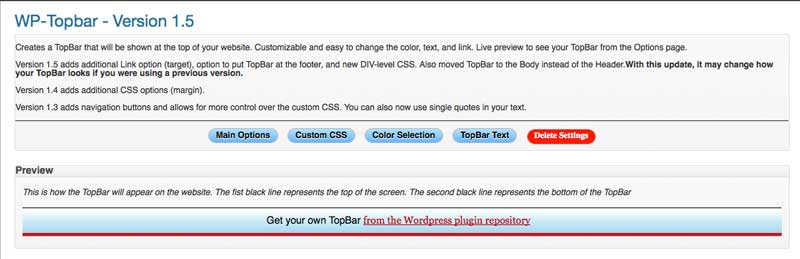 WP-Topbar - Version 1.5
Creates a TopBar that will be shown at the top of your website. Customizable and easy to change the color, text, and link. Live preview to see your TopBar from the Options page.
Version 1.5 adds additional Link option (target), option to put TopBar at the footer, and new DIV-level CSS. Also moved TopBar to the Body instead of the Header.With this update, it may change how
your TopBar looks if you were using a previous version.
Version 1.4 adds additional CSS options (margin).
Version 1.3 adds navigation buttons and allows for more control over the custom CSS. You can also now use single quotes in your text.
Main Options Custom CSS Color Selection TopBar Text Delete Settings
Preview
This is how the TopBar will appear on the website. The fist black line represents the top of the screen. The second black line represents the bottom of the TopBar
Get your own TopBar from the Wordpress plugin repository